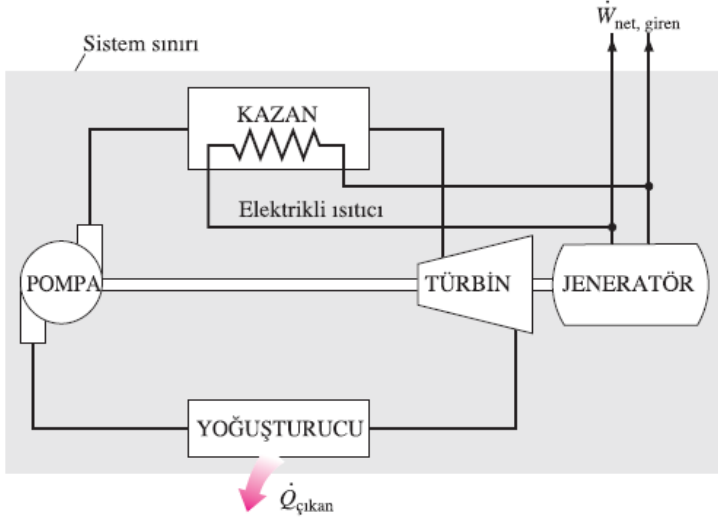 Ẇnet, giren
Sistem sınırı
KAZAN
Elektrikli ısıtıcı
POMPA
TÜRBİN
JENERATÖR
YOĞUŞTURUCU
Q̇çıkan